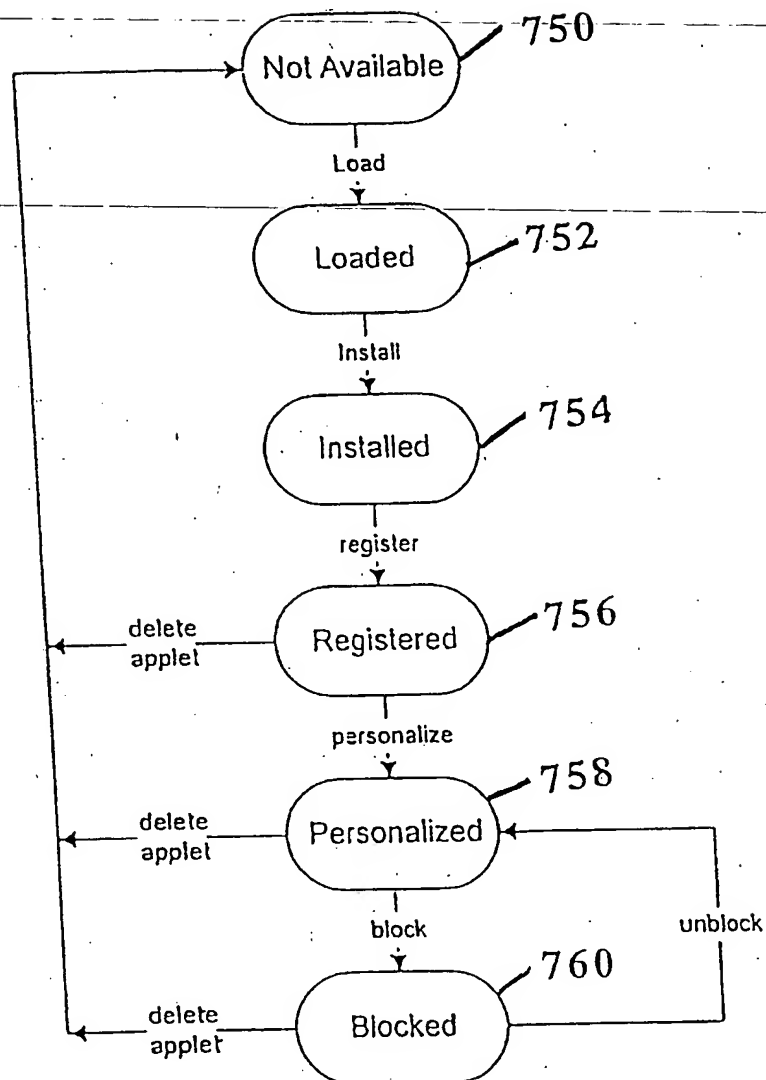 750
Not Available
Load
752
Loaded
Install
754
Installed
register
756
Registered
delete
applet
personalize
758
Personalized
delete
applet
block
unblock
760
Blocked
delete
applet